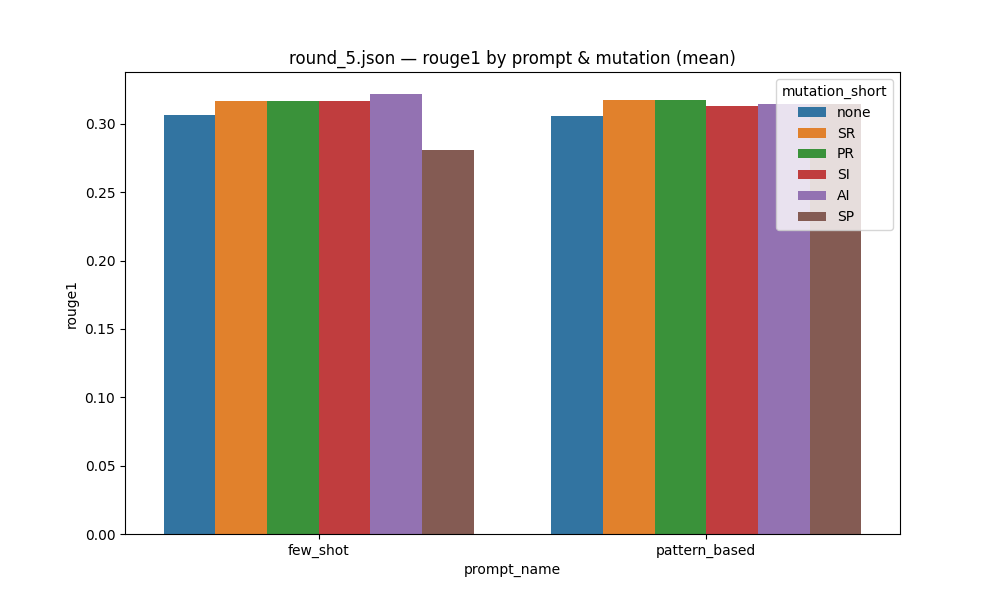 round_5.json — rouge1 by prompt & mutation (mean)
mutation_short
none
SR
PR
SI
AI
SP
rouge1
0.30
0.25
0.20
0.15
0.10
0.05
0.00
few_shot
pattern_based
prompt_name